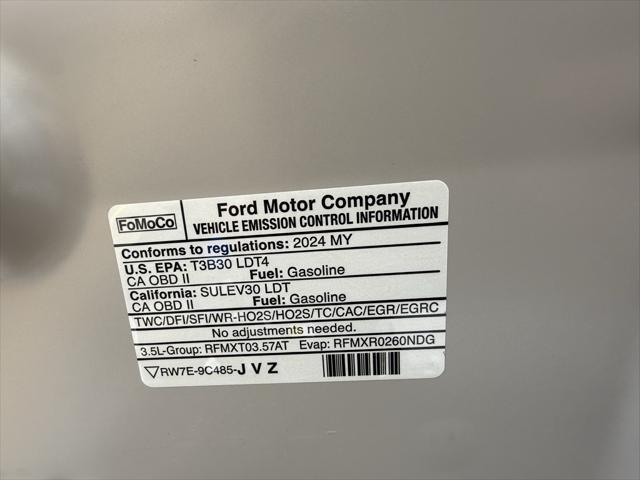 FoMoCo
Ford Motor Company
VEHICLE EMISSION CONTROL INFORMATION
Conforms to regulations: 2024 MY
U.S. EPA: T3B30 LDT4
CA OBD II Fuel: Gasoline
California: SULEV30 LDT
CA OBD II Fuel: Gasoline
TWC/DFI/SFI/WR-HO2S/HO2S/TC/CAC/EGR/EGRC
No adjustments needed.
3.5L-Group: RFMXT03.57AT Evap: RFMXR0260NDG
RW7E-9C485-J V Z